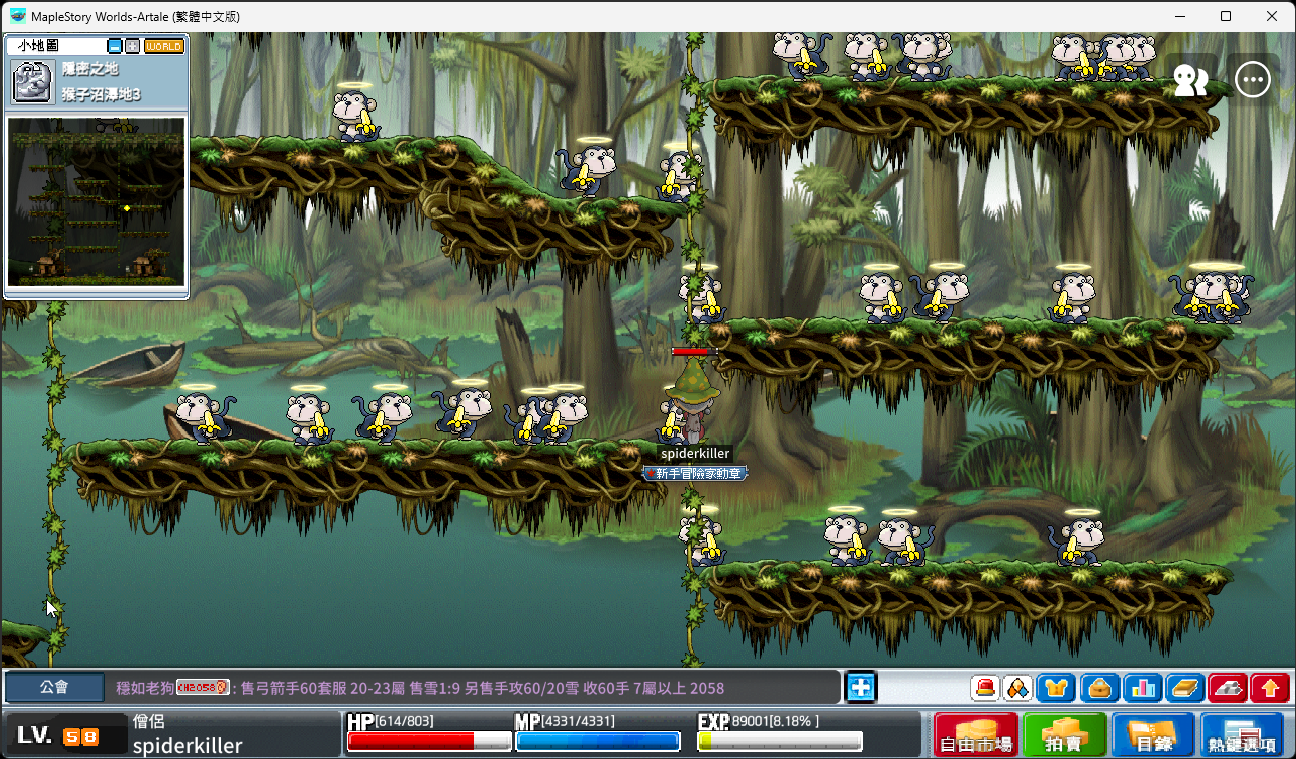 MapleStory Worlds-Artale (繁體中文版)
小地圖
WORLD
隱密之地
猴子沼澤地3
spiderkiller
新手冒險家勳章
公會
穩如老狗 CH2058 : 售弓箭手60套服 20-23屬 售雪1:9 另售手攻60/20雪 收60手 7屬以上 2058
LV. 58
僧侶
spiderkiller
HP[614/803]
MP[4331/4331]
EXP. 89001[8.18% ]
自由市場
拍賣
目錄
熱鍵選項